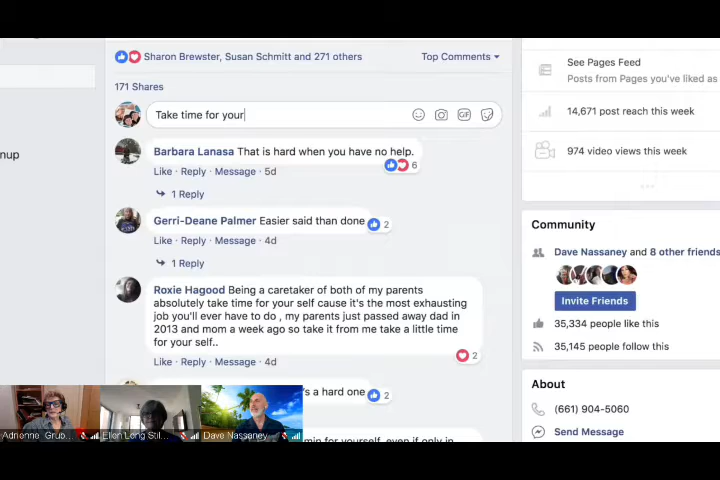 Sharon Brewster, Susan Schmitt and 271 others
Top Comments
171 Shares
Take time for your
Barbara Lanasa That is hard when you have no help.
6
Like · Reply · Message · 5d
1 Reply
Gerri-Deane Palmer Easier said than done
2
Like · Reply · Message · 4d
1 Reply
Roxie Hagood Being a caretaker of both of my parents
absolutely take time for your self cause it's the most exhausting
job you'll ever have to do , my parents just passed away dad in
2013 and mom a week ago so take it from me take a little time
for your self..
2
Like · Reply · Message · 4d
's a hard one
2
min for yourself, even if only in
nup
See Pages Feed
Posts from Pages you've liked as
14,671 post reach this week
974 video views this week
Community
Dave Nassaney and 8 other friends
Invite Friends
35,334 people like this
35,145 people follow this
About
(661) 904-5060
Send Message
Adrienne Grub...
Ellen Long Stil...
Dave Nassaney
GIF